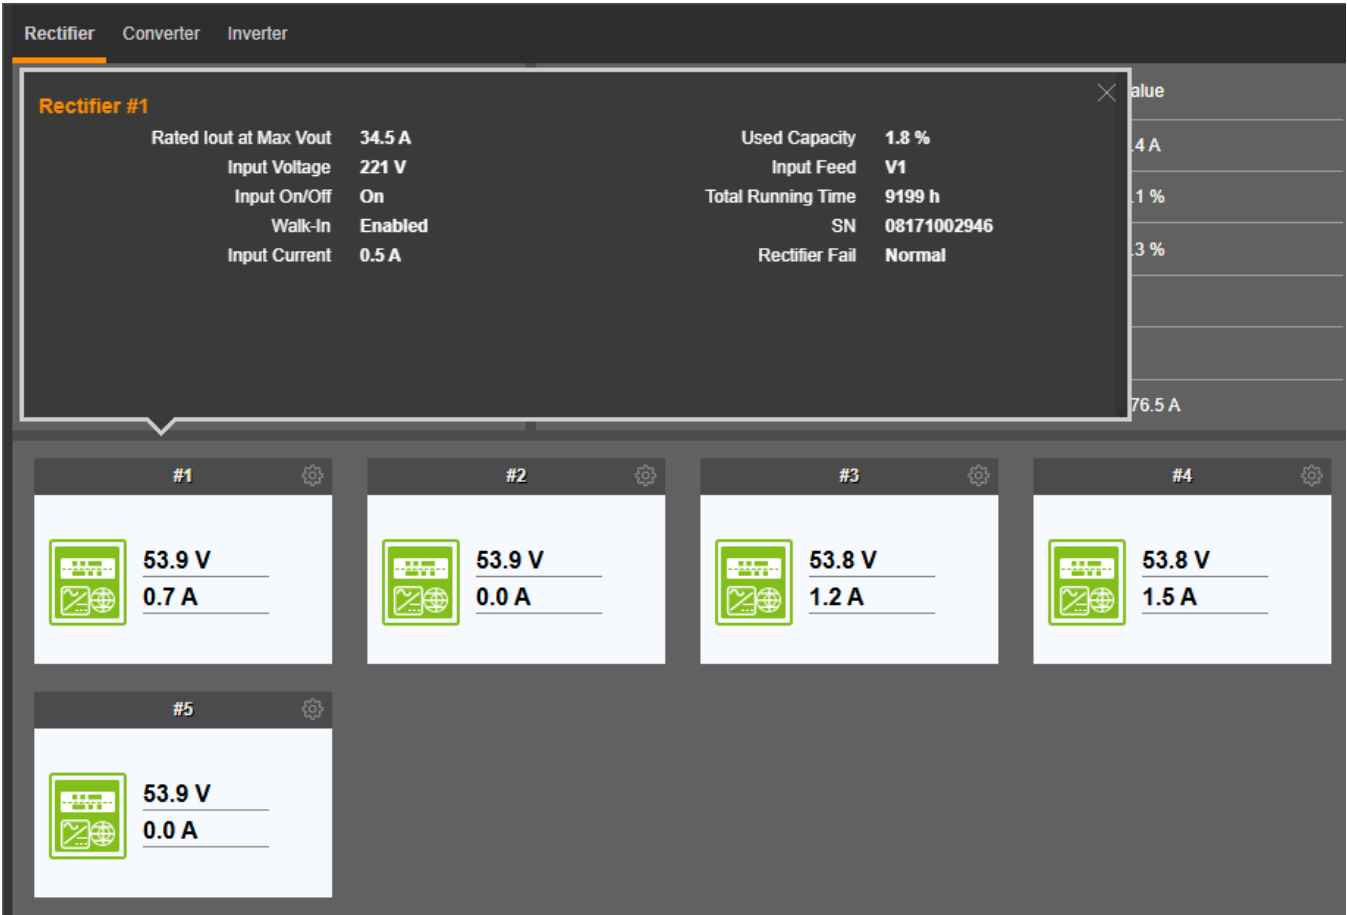 Rectifier Converter Inverter
Rectifier #1
Rated Iout at Max Vout 34.5 A Used Capacity 1.8 %
Input Voltage 221 V Input Feed V1
Input On/Off On Total Running Time 9199 h
Walk-In Enabled SN 08171002946
Input Current 0.5 A Rectifier Fail Normal
alue
.4 A
.1 %
.3 %
76.5 A
#1 #2 #3 #4
53.9 V 53.9 V 53.8 V 53.8 V
0.7 A 0.0 A 1.2 A 1.5 A
#5
53.9 V
0.0 A